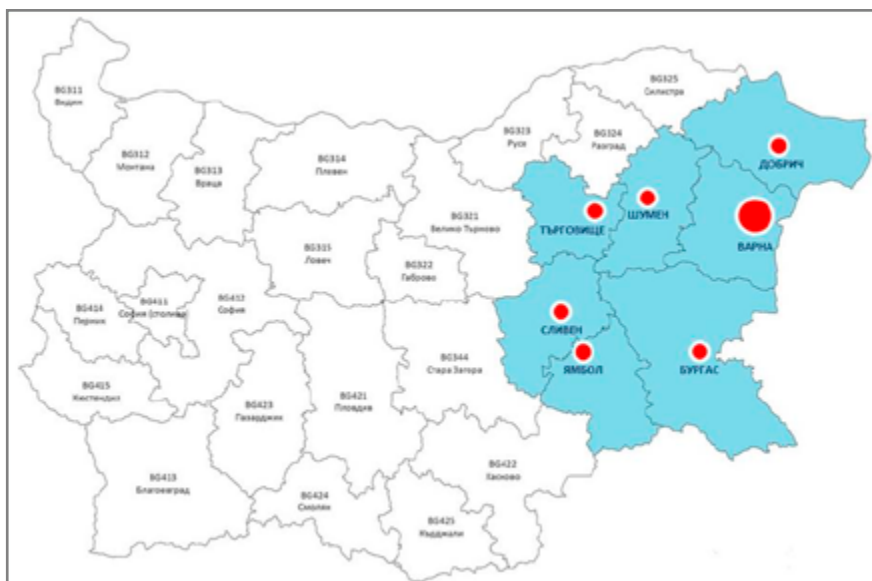 BG311
Видин
BG312
Монтана
BG313
Враца
BG314
Плевен
BG315
Ловеч
BG321
Велико Търново
BG322
Габрово
BG323
Русе
BG324
Разград
BG325
Силистра
ДОБРИЧ
ШУМЕН
ТЪРГОВИЩЕ
ВАРНА
BG414
Перник
BG411
София (столица)
BG412
София
СЛИВЕН
ЯМБОЛ
БУРГАС
BG344
Стара Загора
BG415
Кюстендил
BG423
Пазарджик
BG421
Пловдив
BG413
Благоевград
BG424
Смолян
BG422
Хасково
BG425
Кърджали